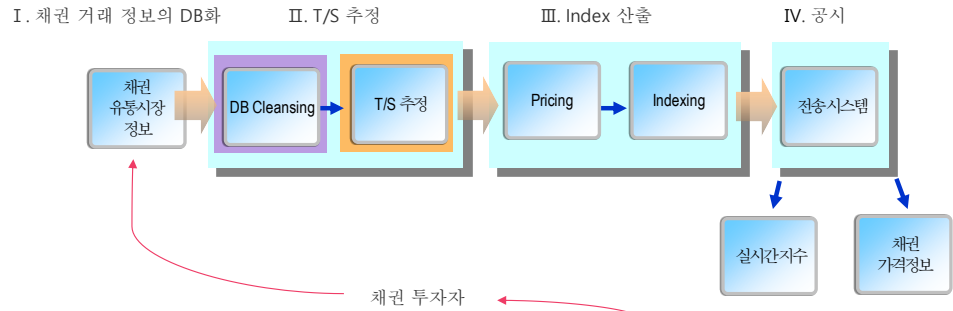 Ⅰ. 채권 거래 정보의 DB화
Ⅱ. T/S 추정
Ⅲ. Index 산출
Ⅳ. 공시
채권
유통시장
정보
DB Cleansing
T/S 추정
Pricing
Indexing
전송시스템
실시간지수
채권
가격정보
채권 투자자